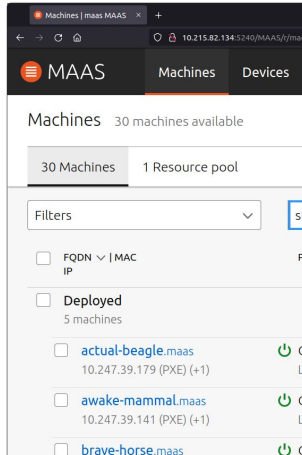 Machines | maas MAAS
10.215.82.134:5240/MAAS/r/mac
MAAS Machines Devices
Machines 30 machines available
30 Machines 1 Resource pool
Filters
FQDN | MAC
IP
Deployed
5 machines
actual-beagle.maas
10.247.39.179 (PXE) (+1)
awake-mammal.maas
10.247.39.141 (PXE) (+1)
brave-horse.maas